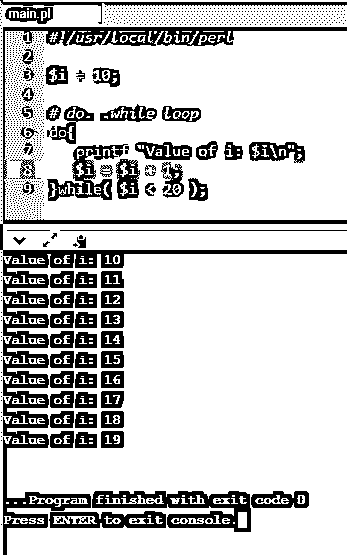 main.pl
1 #!/usr/local/bin/perl
2
3 $i = 10;
4
5 # do...while loop
6 do{
7 printf "Value of i: $i\n";
8 $i = $i + 1;
9 }while( $i < 20 );
Value of i: 10
Value of i: 11
Value of i: 12
Value of i: 13
Value of i: 14
Value of i: 15
Value of i: 16
Value of i: 17
Value of i: 18
Value of i: 19
...Program finished with exit code 0
Press ENTER to exit console.